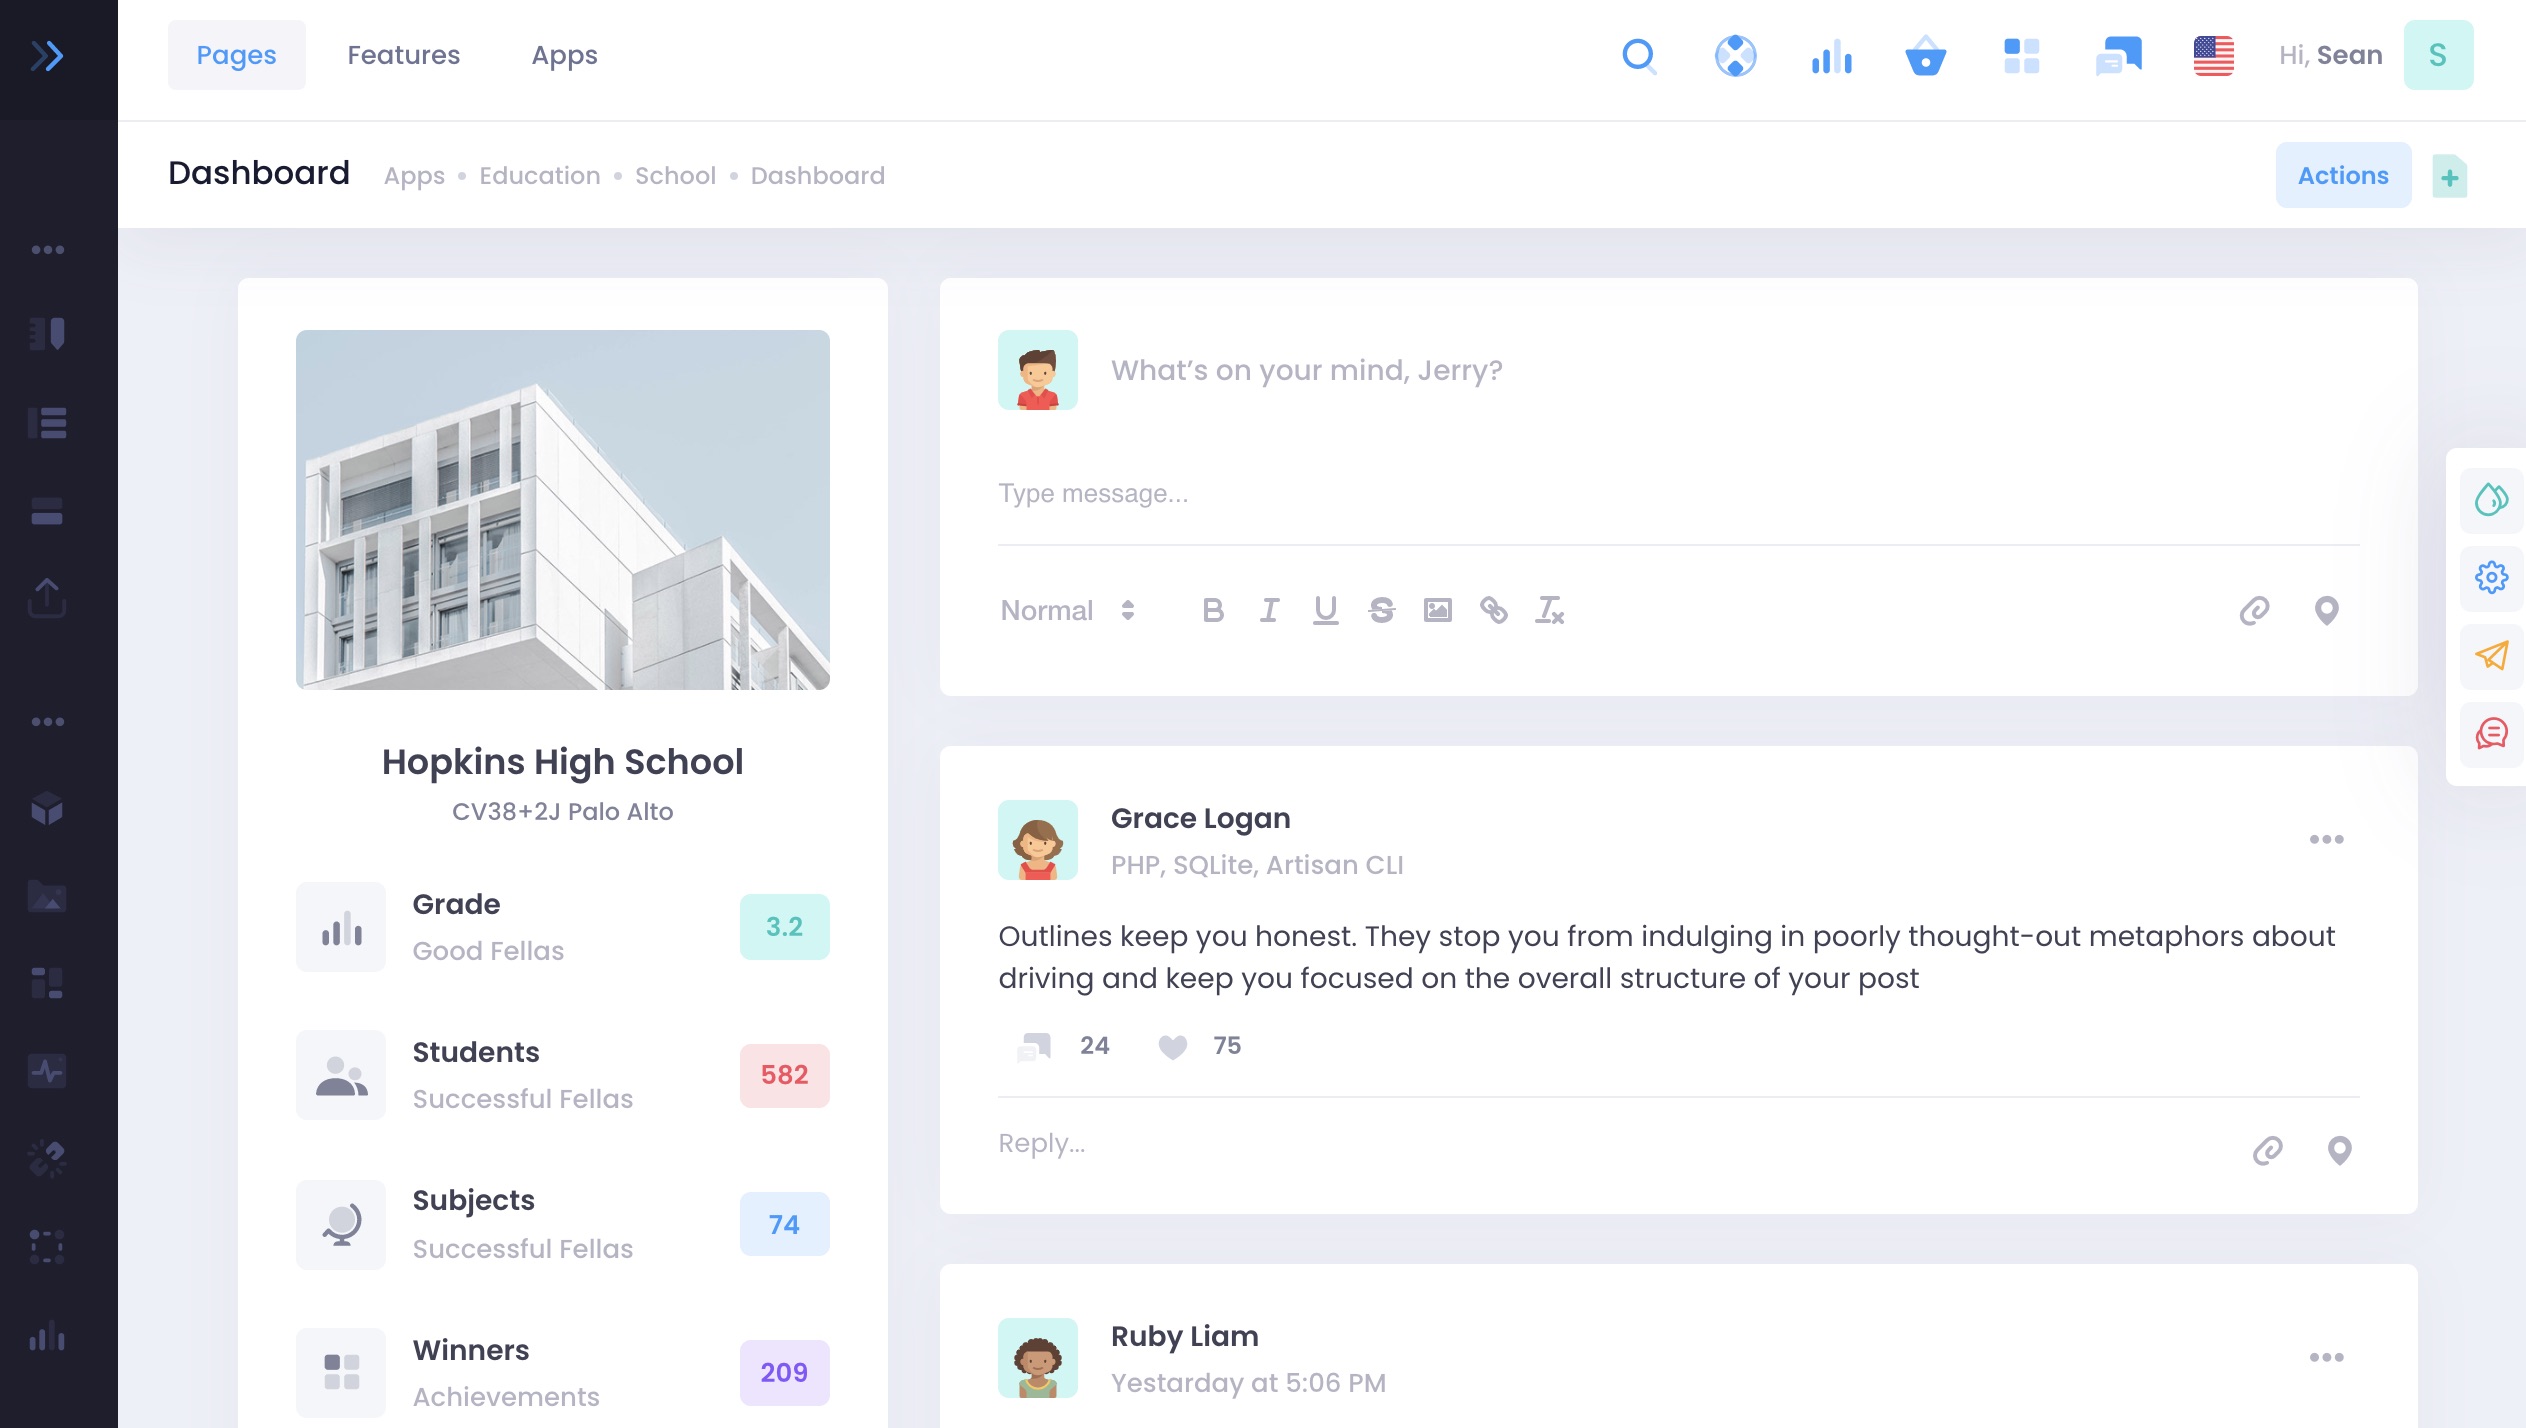 Pages Features Apps Hi, Sean S
Dashboard Apps • Education • School • Dashboard Actions
Hopkins High School
CV38+2J Palo Alto
Grade
Good Fellas
3.2
Students
Successful Fellas
582
Subjects
Successful Fellas
74
Winners
Achievements
209
What's on your mind, Jerry?
Type message...
Normal B I U S
Grace Logan
PHP, SQLite, Artisan CLI
Outlines keep you honest. They stop you from indulging in poorly thought-out metaphors about
driving and keep you focused on the overall structure of your post
24 75
Reply...
Ruby Liam
Yestarday at 5:06 PM